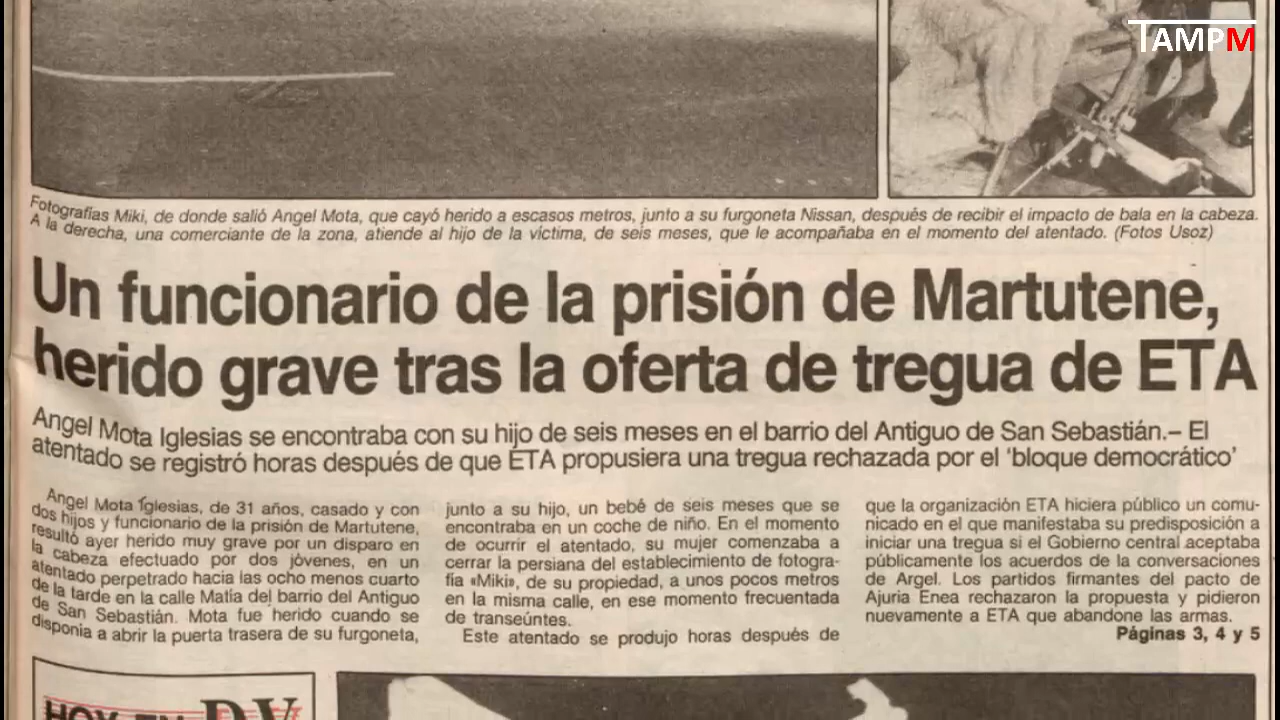 TAMPM
Fotografías Miki, de donde salió Angel Mota, que cayó herido a escasos metros, junto a su furgoneta Nissan, después de recibir el impacto de bala en la cabeza.
A la derecha, una comerciante de la zona, atiende al hijo de la víctima, de seis meses, que le acompañaba en el momento del atentado. (Fotos Usoz)
Un funcionario de la prisión de Martutene,
herido grave tras la oferta de tregua de ETA
Angel Mota Iglesias se encontraba con su hijo de seis meses en el barrio del Antiguo de San Sebastián.– El
atentado se registró horas después de que ETA propusiera una tregua rechazada por el 'bloque democrático'
Angel Mota Iglesias, de 31 años, casado y con
dos hijos y funcionario de la prisión de Martutene,
resultó ayer herido muy grave por un disparo en
la cabeza efectuado por dos jóvenes, en un
atentado perpetrado hacia las ocho menos cuarto
de la tarde en la calle Matia del barrio del Antiguo
de San Sebastián. Mota fue herido cuando se
disponia a abrir la puerta trasera de su furgoneta,
junto a su hijo, un bebé de seis meses que se
encontraba en un coche de niño. En el momento
de ocurrir el atentado, su mujer comenzaba a
cerrar la persiana del establecimiento de fotogra-
fía «Miki», de su propiedad, a unos pocos metros
en la misma calle, en ese momento frecuentada
de transeúntes.
Este atentado se produjo horas después de
que la organización ETA hiciera público un comu-
nicado en el que manifestaba su predisposición a
iniciar una tregua si el Gobierno central aceptaba
públicamente los acuerdos de la conversaciones
de Argel. Los partidos firmantes del pacto de
Ajuria Enea rechazaron la propuesta y pidieron
nuevamente a ETA que abandone las armas.
Páginas 3, 4 y 5
HOY EN DV